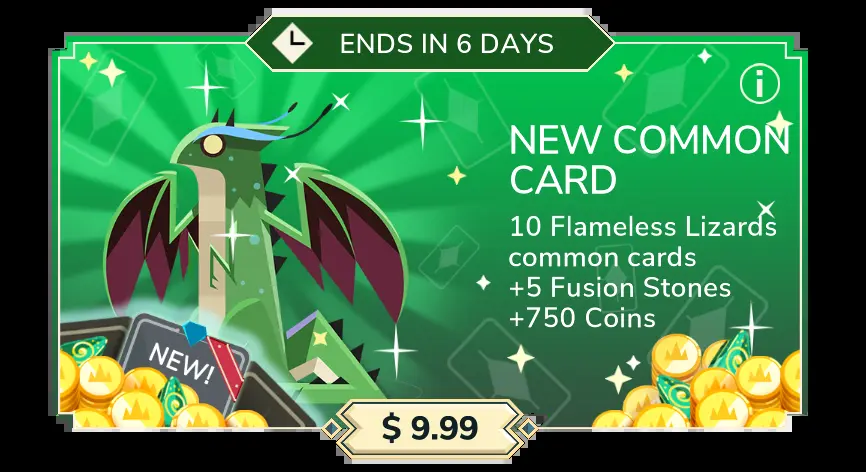 ENDS IN 6 DAYS
i
NEW COMMON
CARD
10 Flameless Lizards
common cards
+5 Fusion Stones
+750 Coins
NEW!
$ 9.99